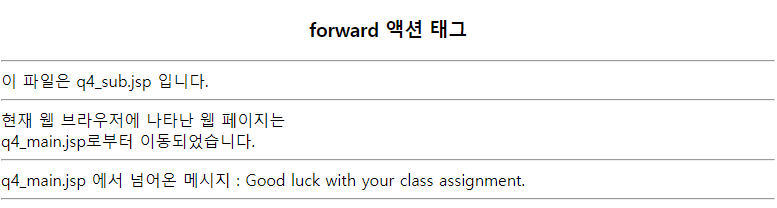 forward 액션 태그
이 파일은 q4_sub.jsp 입니다.
현재 웹 브라우저에 나타난 웹 페이지는
q4_main.jsp로부터 이동되었습니다.
q4_main.jsp 에서 넘어온 메시지 : Good luck with your class assignment.